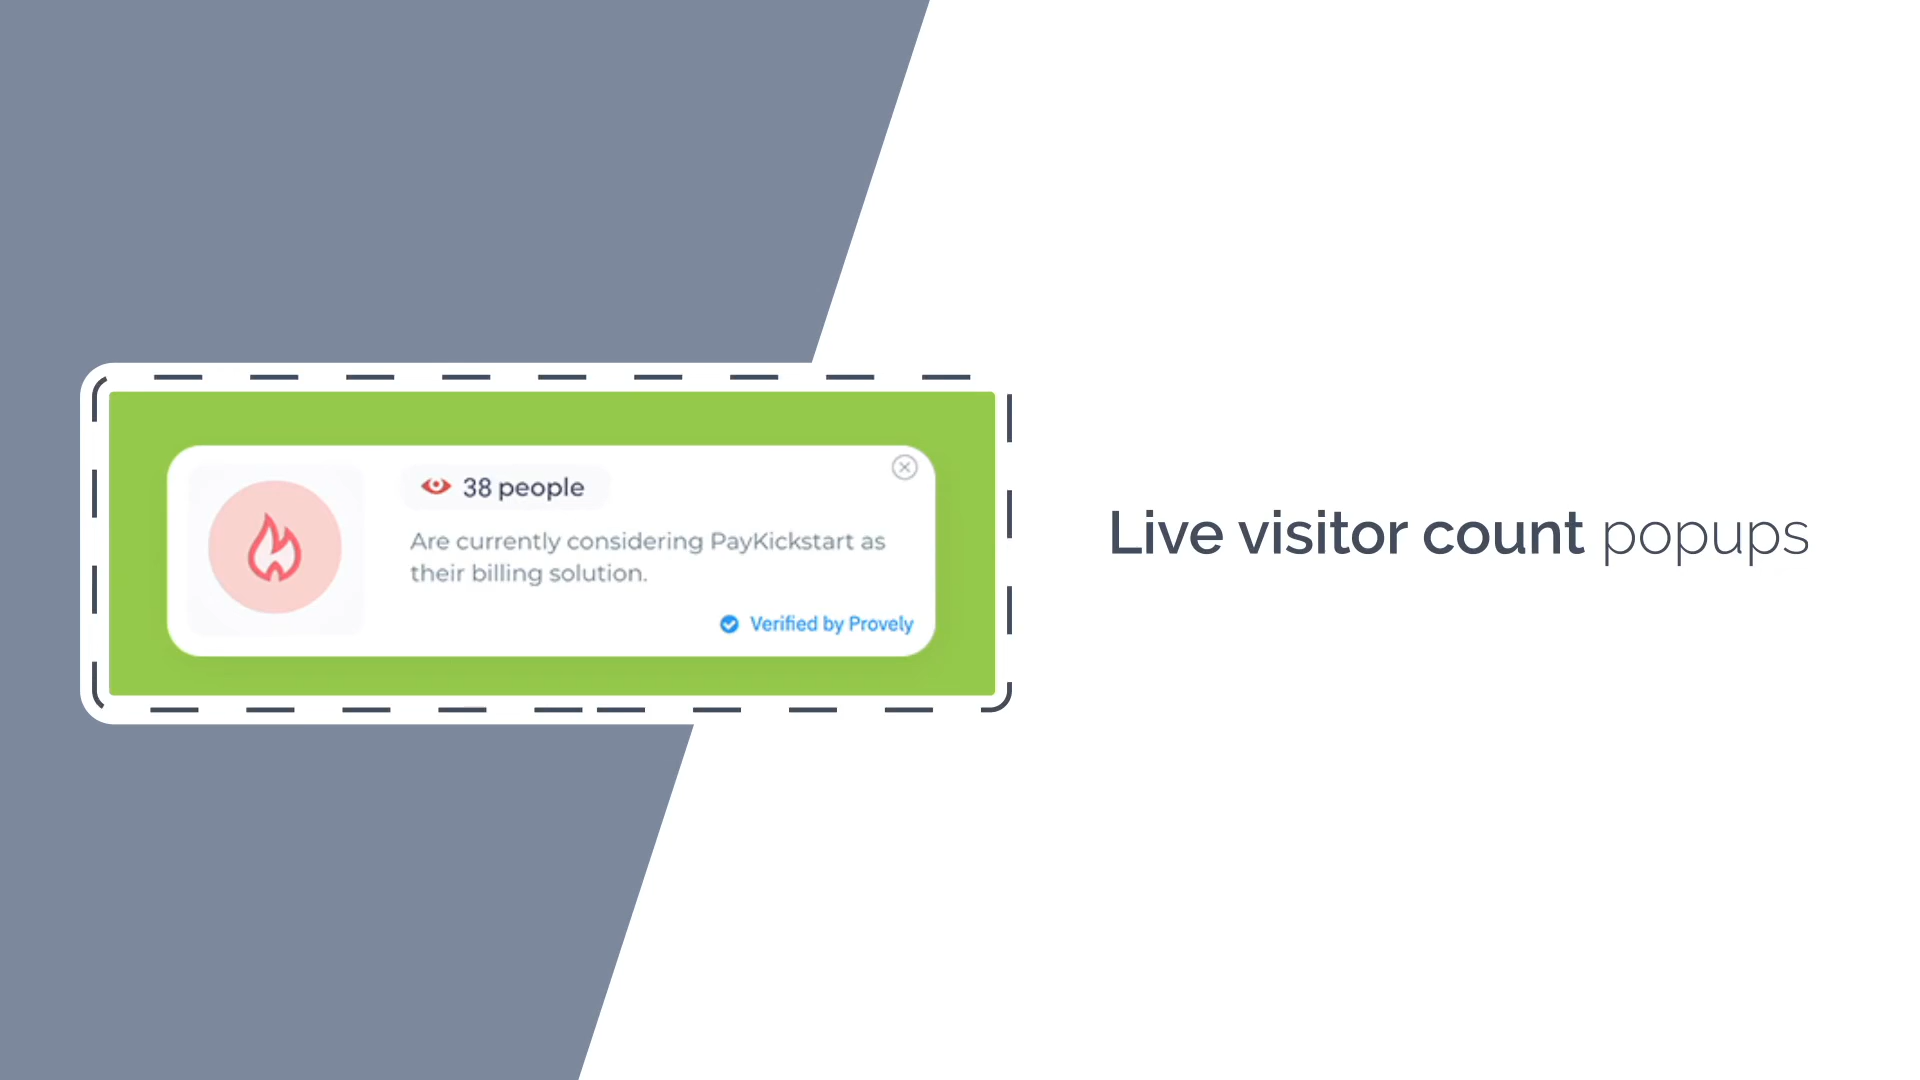 38 people
Are currently considering PayKickstart as
their billing solution.
Verified by Provely
Live visitor count popups